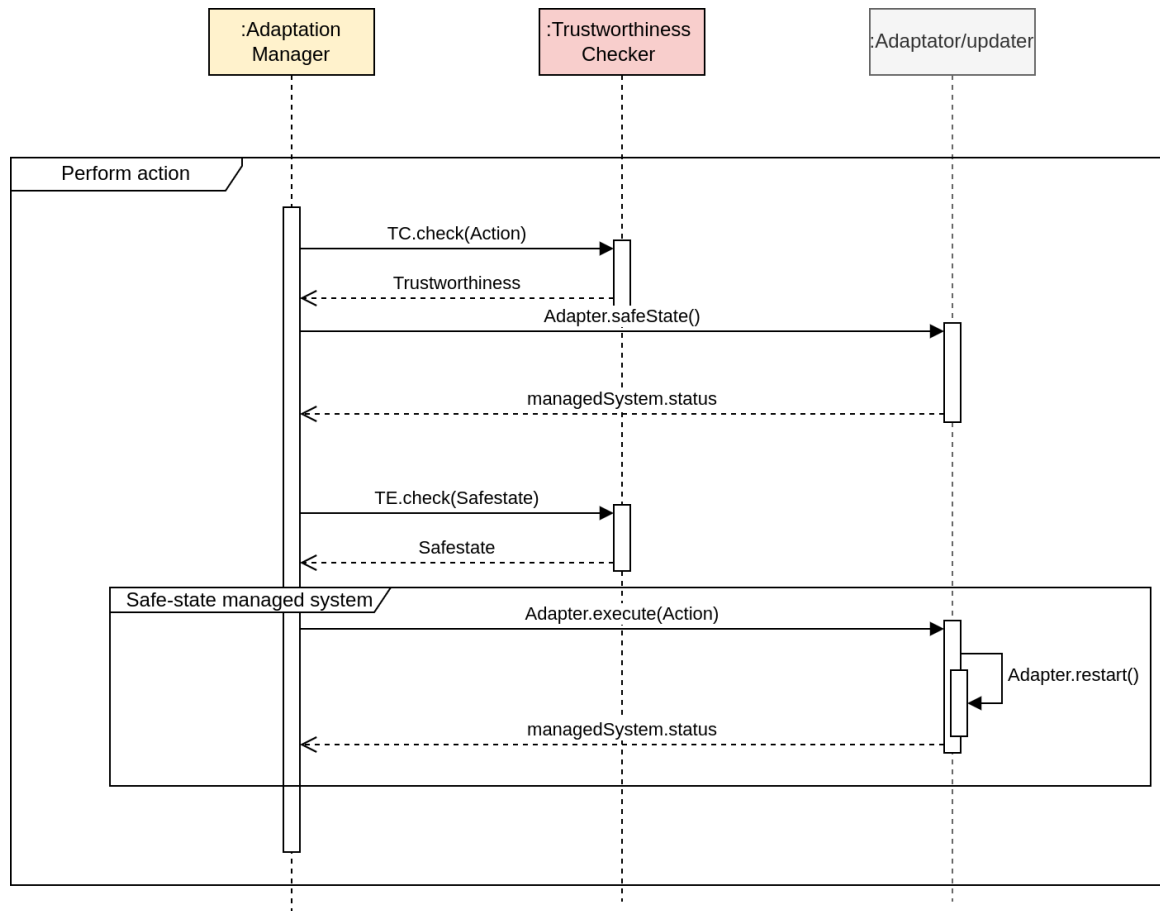 :Adaptation
Manager
:Trustworthiness
Checker
:Adaptator/updater
Perform action
TC.check(Action)
Trustworthiness
Adapter.safeState()
managedSystem.status
TE.check(Safestate)
Safestate
Safe-state managed system
Adapter.execute(Action)
Adapter.restart()
managedSystem.status